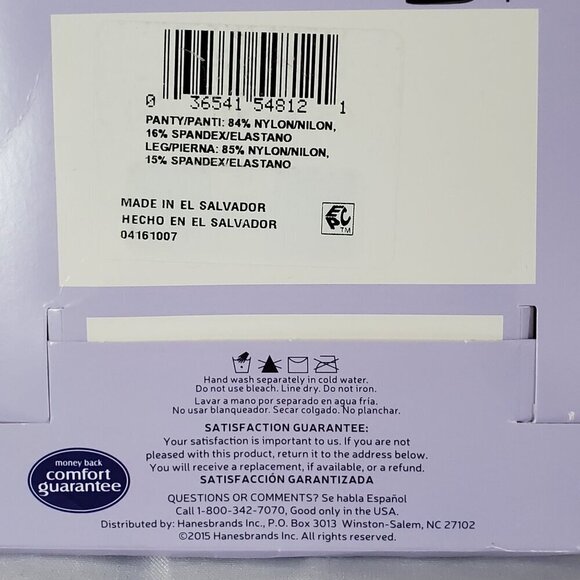 0 36541 54812 1
PANTY/PANTI: 84% NYLON/NILON,
16% SPANDEX/ELASTANO
LEG/PIERNA: 85% NYLON/NILON,
15% SPANDEX/ELASTANO
MADE IN EL SALVADOR
HECHO EN EL SALVADOR
04161007
EPC
TM
Hand wash separately in cold water.
Do not use bleach. Line dry. Do not iron.
Lavar a mano por separado en agua fría.
No usar blanqueador. Secar colgado. No planchar.
SATISFACTION GUARANTEE:
Your satisfaction is important to us. If you are not
pleased with this product, return it to the address below.
You will receive a replacement, if available, or a refund.
SATISFACCIÓN GARANTIZADA
money back
comfort
guarantee
QUESTIONS OR COMMENTS? Se habla Español
Call 1-800-342-7070, Good only in the USA.
Distributed by: Hanesbrands Inc., P.O. Box 3013 Winston-Salem, NC 27102
©2015 Hanesbrands Inc. All rights reserved.